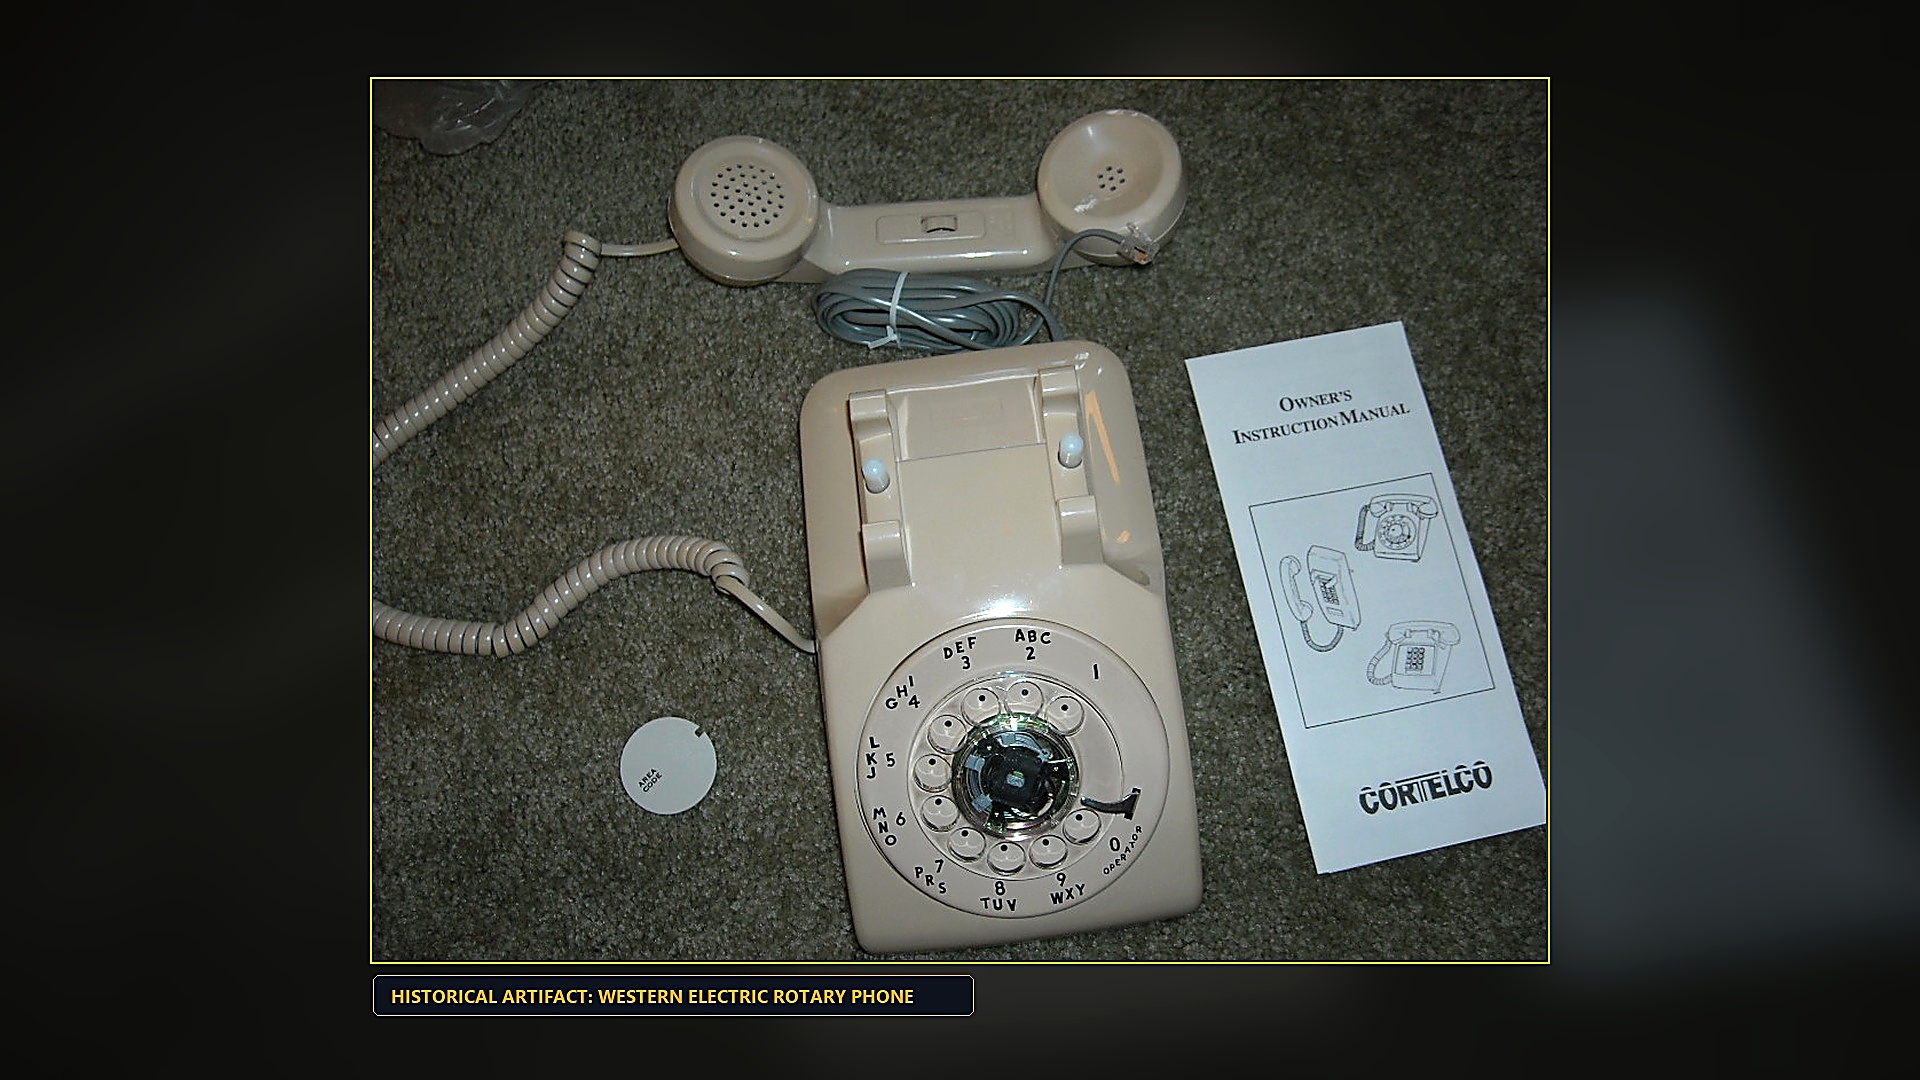 OWNER'S
INSTRUCTION MANUAL
CORTELCO
AREA
CODE
ABC
2
DEF
3
1
GHI
4
JKL
5
MNO
6
PRS
7
TUV
8
WXY
9
0
OPERATOR
HISTORICAL ARTIFACT: WESTERN ELECTRIC ROTARY PHONE